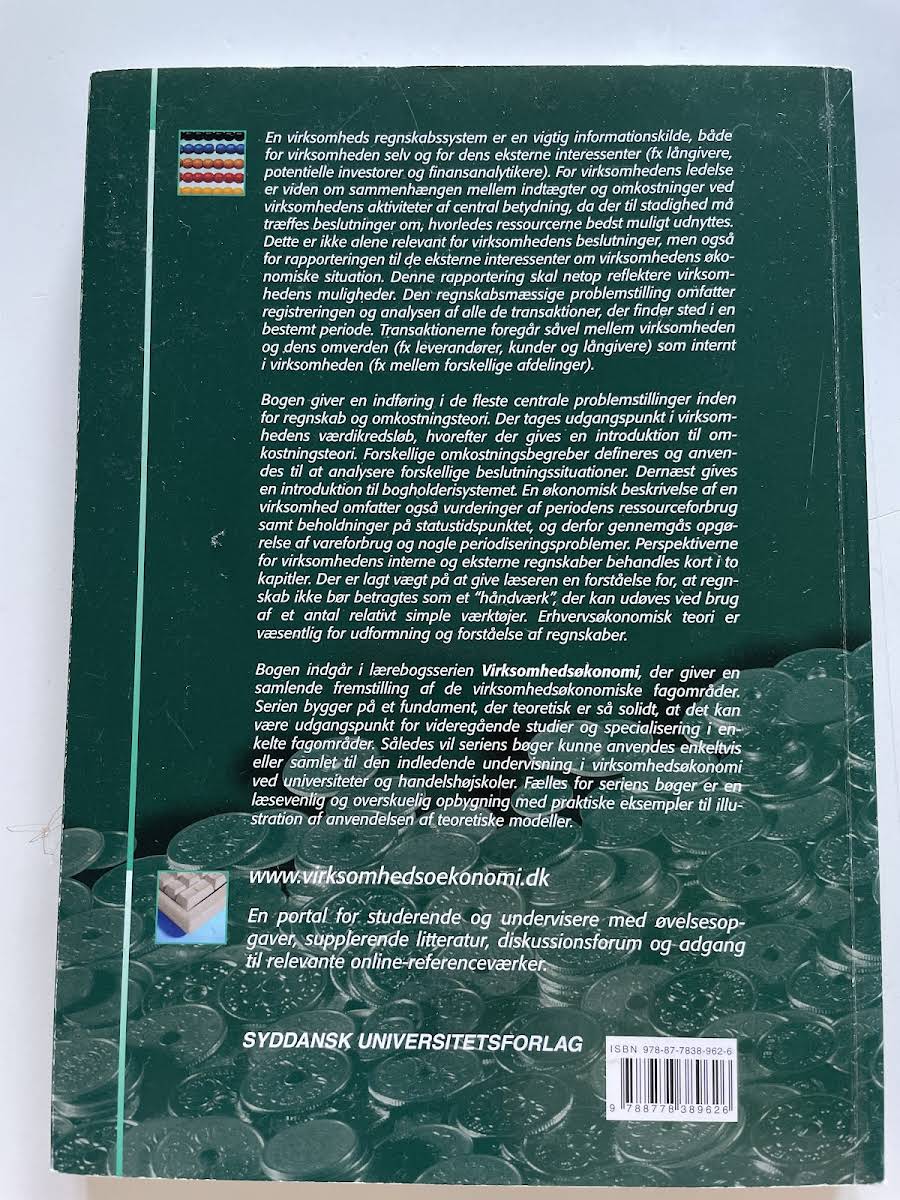 En virksomheds regnskabssystem er en vigtig informationskilde, både
for virksomheden selv og for dens eksterne interessenter (fx långivere,
potentielle investorer og finansanalytikere). For virksomhedens ledelse
er viden om sammenhængen mellem indtægter og omkostninger ved
virksomhedens aktiviteter af central betydning, da der til stadighed må
træffes beslutninger om, hvorledes ressourcerne bedst muligt udnyttes.
Dette er ikke alene relevant for virksomhedens beslutninger, men også
for rapporteringen til de eksterne interessenter om virksomhedens øko-
nomiske situation. Denne rapportering skal netop reflektere virksom-
hedens muligheder. Den regnskabsmæssige problemstilling omfatter
registreringen og analysen af alle de transaktioner, der finder sted i en
bestemt periode. Transaktionerne foregår såvel mellem virksomheden
og dens omverden (fx leverandører, kunder og långivere) som internt
i virksomheden (fx mellem forskellige afdelinger).
Bogen giver en indføring i de fleste centrale problemstillinger inden
for regnskab og omkostningsteori. Der tages udgangspunkt i virksom-
hedens værdikredsløb, hvorefter der gives en introduktion til om-
kostningsteori. Forskellige omkostningsbegreber defineres og anven-
des til at analysere forskellige beslutningssituationer. Dernæst gives
en introduktion til bogholderisystemet. En økonomisk beskrivelse af en
virksomhed omfatter også vurderinger af periodens ressourceforbrug
samt beholdninger på statustidspunktet, og derfor gennemgås opgø-
relse af vareforbrug og nogle periodiseringsproblemer. Perspektiverne
for virksomhedens interne og eksterne regnskaber behandles kort i to
kapitler. Der er lagt vægt på at give læseren en forståelse for, at regn-
skab ikke bør betragtes som et "håndværk", der kan udøves ved brug
af et antal relativt simple værktøjer. Erhvervsøkonomisk teori er
væsentlig for udformning og forståelse af regnskaber.
Bogen indgår i lærebogsserien Virksomhedsøkonomi, der giver en
samlende fremstilling af de virksomhedsøkonomiske fagområder.
Serien bygger på et fundament, der teoretisk er så solidt, at det kan
være udgangspunkt for videregående studier og specialisering i en-
kelte fagområder. Således vil seriens bøger kunne anvendes enkeltvis
eller samlet til den indledende undervisning i virksomhedsøkonomi
ved universiteter og handelshøjskoler. Fælles for seriens bøger er en
læsevenlig og overskuelig opbygning med praktiske eksempler til illu-
stration af anvendelsen af teoretiske modeller.
www.virksomhedsoekonomi.dk
En portal for studerende og undervisere med øvelsesop-
gaver, supplerende litteratur, diskussionsforum og adgang
til relevante online-referenceværker.
SYDDANSK UNIVERSITETSFORLAG
ISBN 978-87-7838-962-6
9 788778 389626